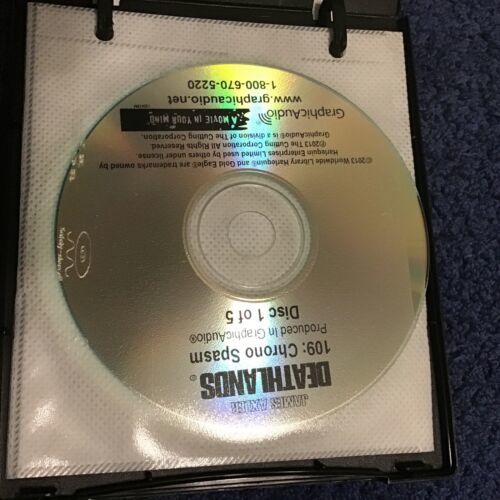 JAMES AXLER
DEATHLANDS®
109: Chrono Spasm
Produced in GraphicAudio®
Disc 1 of 5
©2013 Worldwide Library Harlequin® and Gold Eagle® are trademarks owned by
Harlequin Enterprises Limited used by others under license.
©2013 The Cutting Corporation All Rights Reserved.
GraphicAudio® is a division of The Cutting Corporation.
GraphicAudio
A MOVIE IN YOUR MIND
www.graphicaudio.net
1-800-670-5220